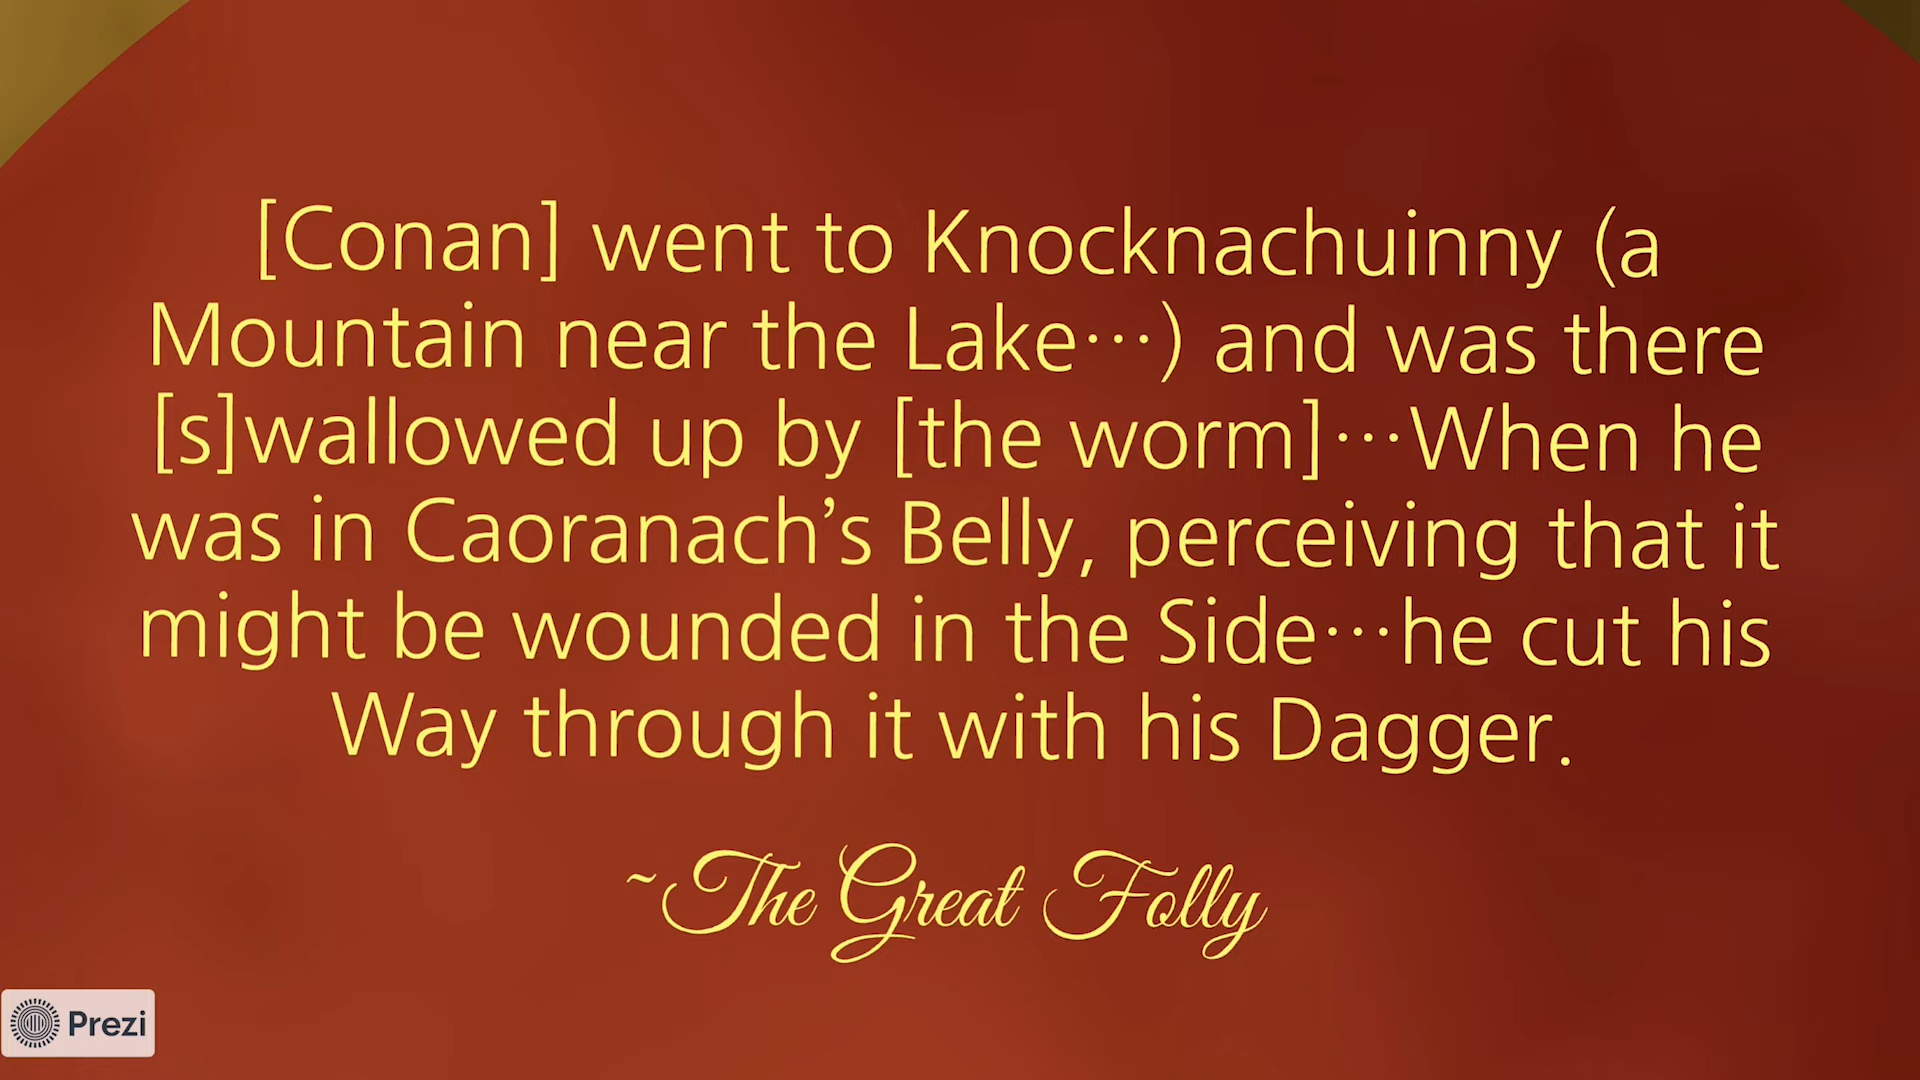 [Conan] went to Knocknachuinny (a
Mountain near the Lake…) and was there
[s]wallowed up by [the worm]…When he
was in Caoranach’s Belly, perceiving that it
might be wounded in the Side…he cut his
Way through it with his Dagger.
~The Great Folly
Prezi